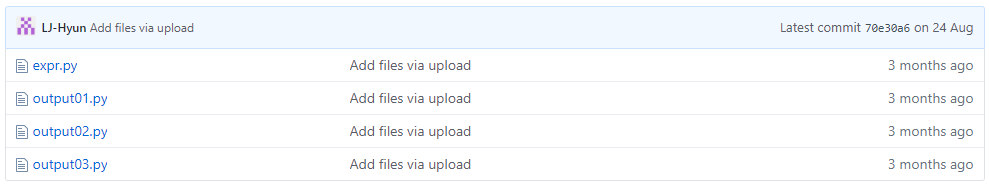 LJ-Hyun Add files via upload Latest commit 70e30a6 on 24 Aug
expr.py Add files via upload 3 months ago
output01.py Add files via upload 3 months ago
output02.py Add files via upload 3 months ago
output03.py Add files via upload 3 months ago